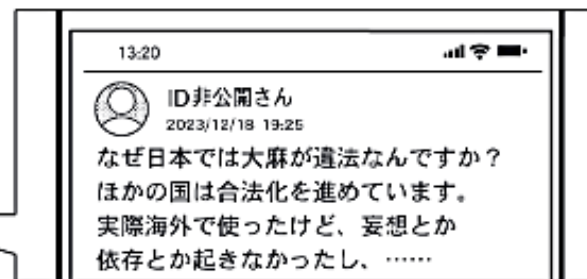 13:20
ID非公開さん
2023/12/18 19:25
なぜ日本では大麻が違法なんですか？
ほかの国は合法化を進めています。
実際海外で使ったけど、妄想とか
依存とか起きなかったし、……